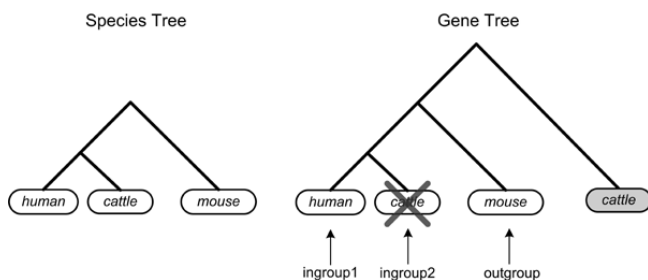 Species Tree
Gene Tree
human cattle mouse
human cattle mouse cattle
ingroup1 ingroup2 outgroup